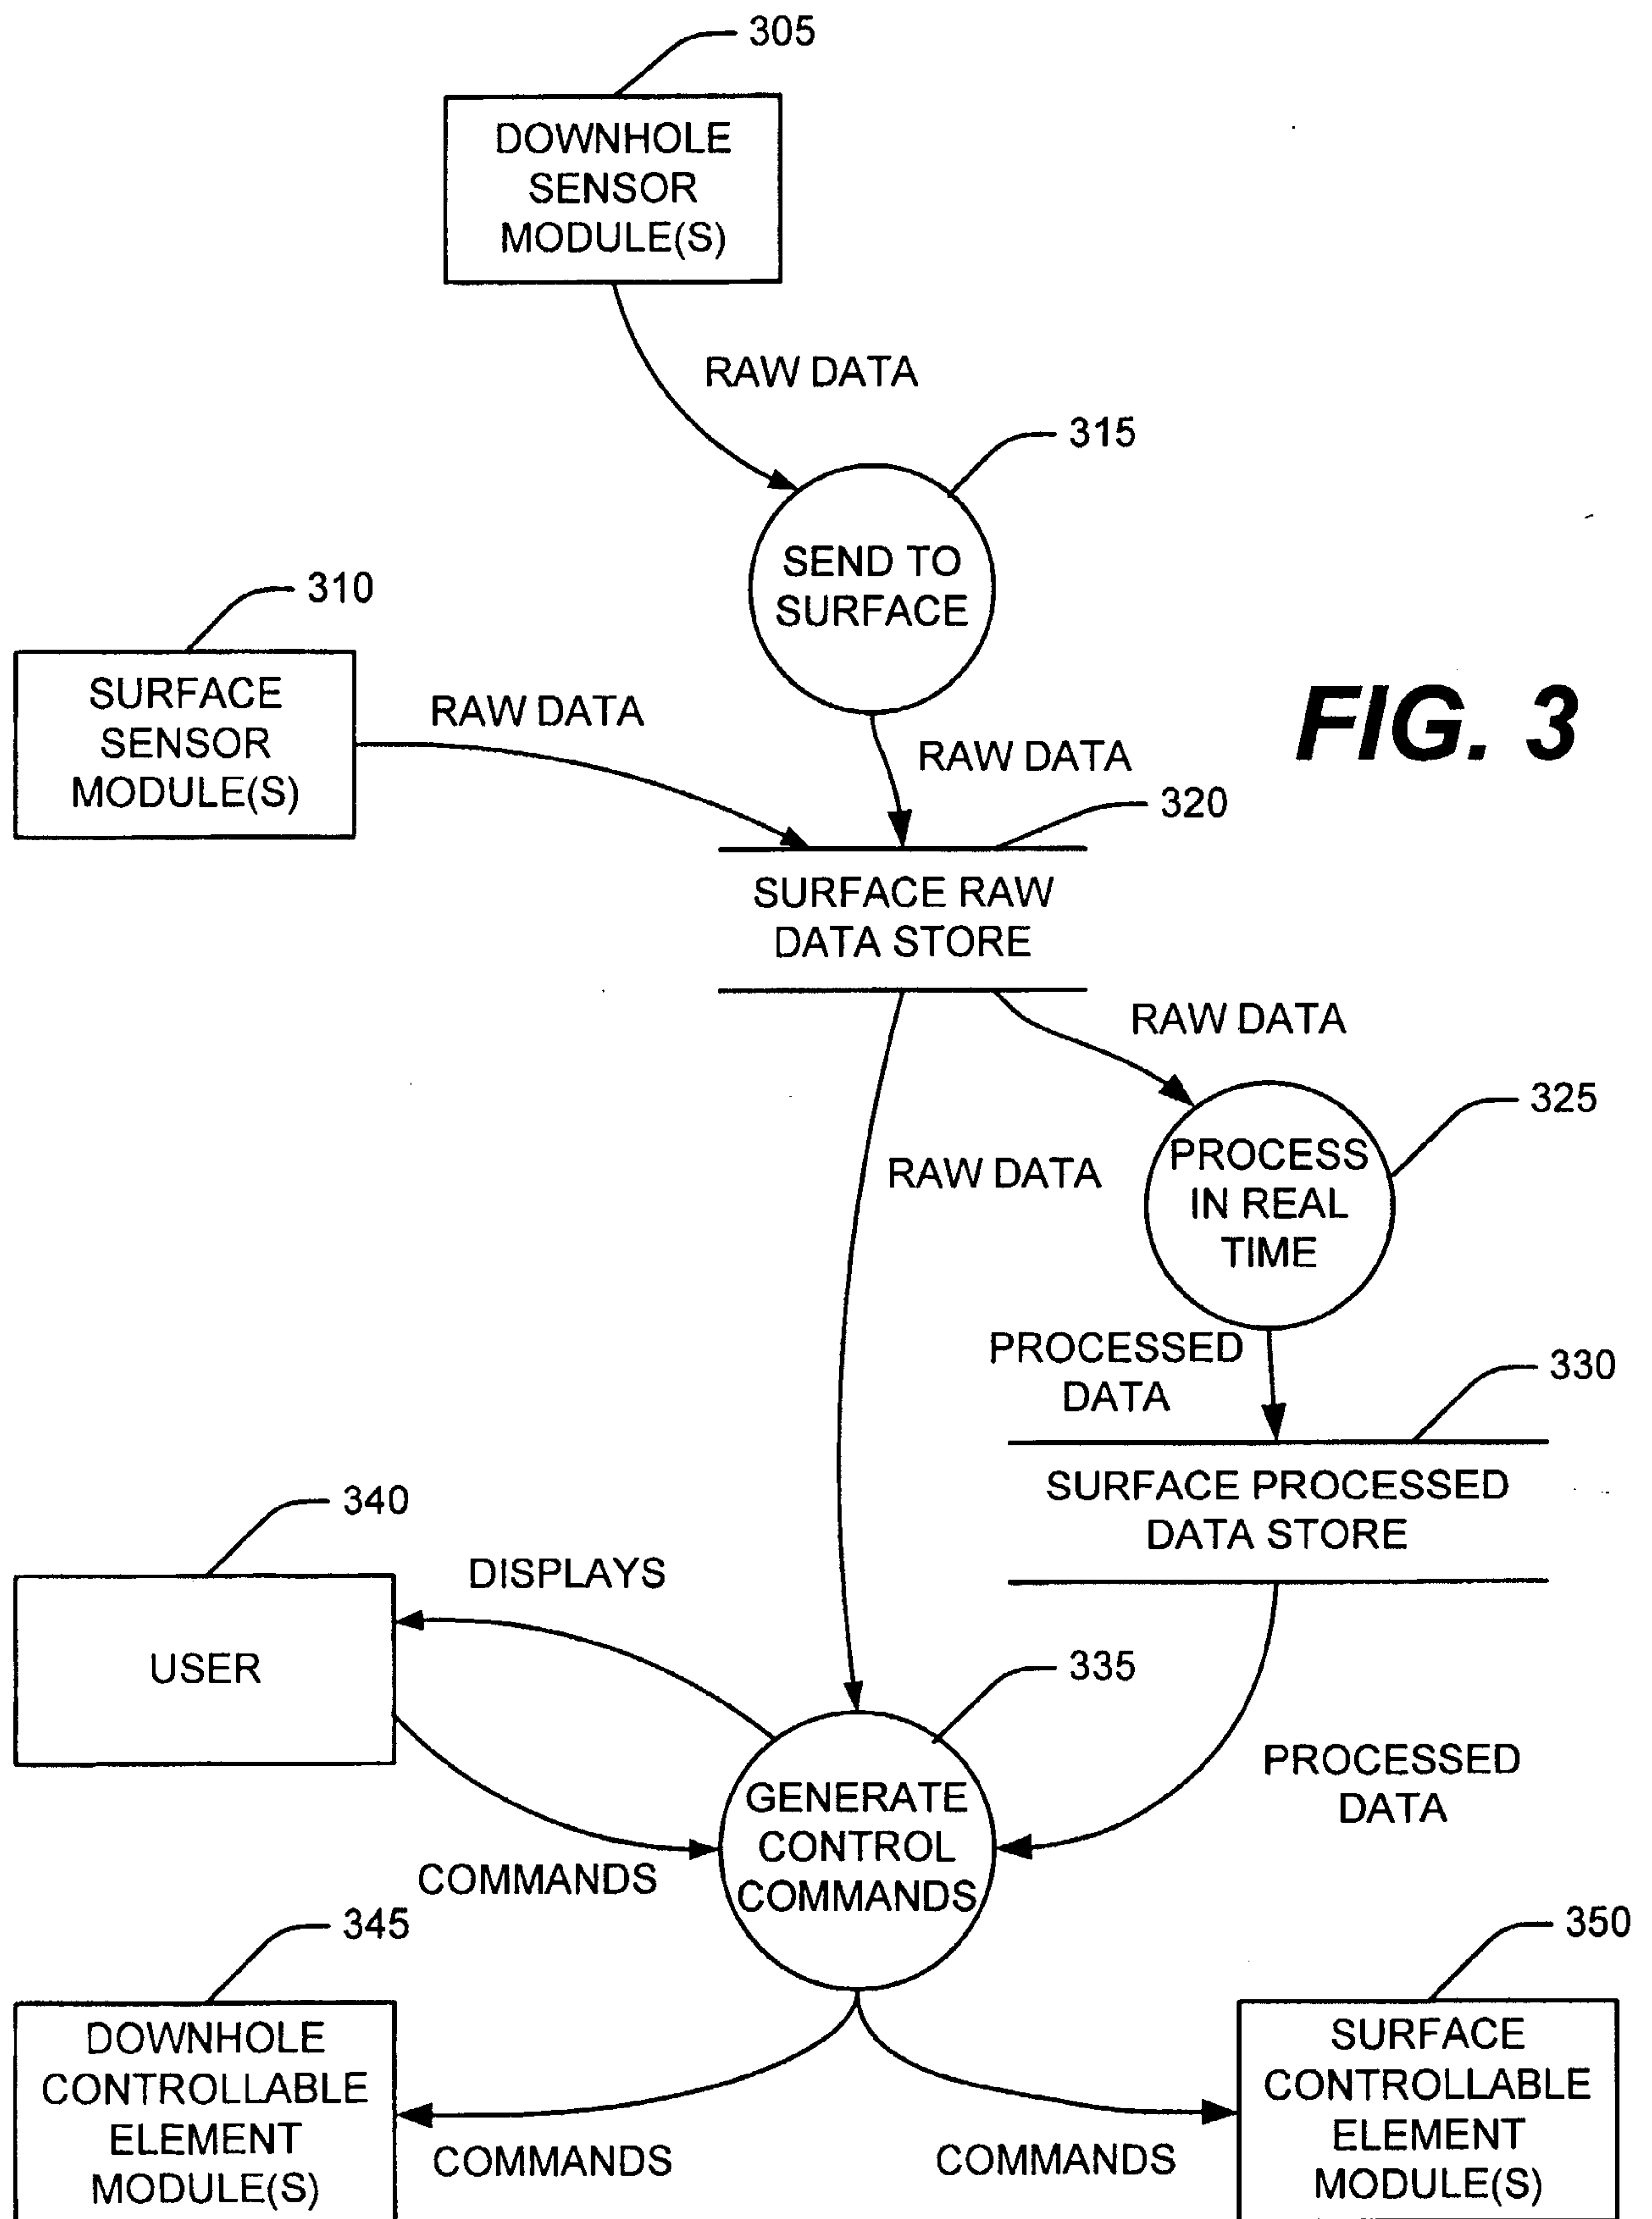 305
DOWNHOLE
SENSOR
MODULE(S)
RAW DATA
315
SEND TO
SURFACE
310
SURFACE
SENSOR
MODULE(S)
RAW DATA
RAW DATA
FIG. 3
320
SURFACE RAW
DATA STORE
RAW DATA
325
RAW DATA
PROCESS
IN REAL
TIME
PROCESSED
DATA
330
SURFACE PROCESSED
DATA STORE
340
DISPLAYS
USER
335
PROCESSED
DATA
GENERATE
CONTROL
COMMANDS
COMMANDS
345
350
DOWNHOLE
CONTROLLABLE
ELEMENT
MODULE(S)
COMMANDS
COMMANDS
SURFACE
CONTROLLABLE
ELEMENT
MODULE(S)